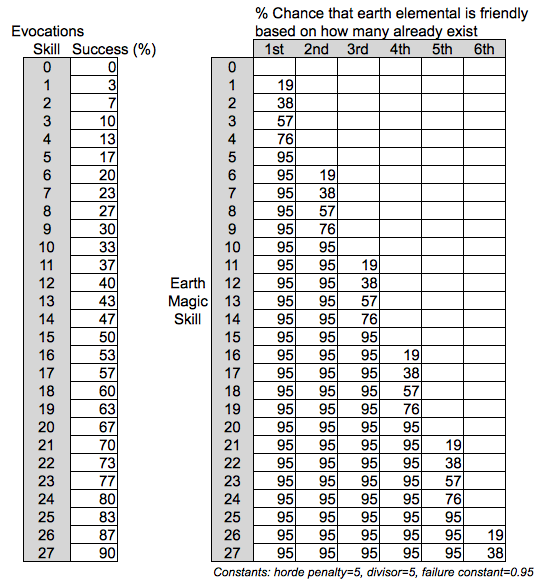 % Chance that earth elemental is friendly
Evocations based on how many already exist
Skill Success (%) 1st 2nd 3rd 4th 5th 6th
0 0 0
1 3 1 19
2 7 2 38
3 10 3 57
4 13 4 76
5 17 5 95
6 20 6 95 19
7 23 7 95 38
8 27 8 95 57
9 30 9 95 76
10 33 10 95 95
11 37 11 95 95 19
12 40 Earth 12 95 95 38
13 43 Magic 13 95 95 57
14 47 Skill 14 95 95 76
15 50 15 95 95 95
16 53 16 95 95 95 19
17 57 17 95 95 95 38
18 60 18 95 95 95 57
19 63 19 95 95 95 76
20 67 20 95 95 95 95
21 70 21 95 95 95 95 19
22 73 22 95 95 95 95 38
23 77 23 95 95 95 95 57
24 80 24 95 95 95 95 76
25 83 25 95 95 95 95 95
26 87 26 95 95 95 95 95 19
27 90 27 95 95 95 95 95 38
Constants: horde penalty=5, divisor=5, failure constant=0.95